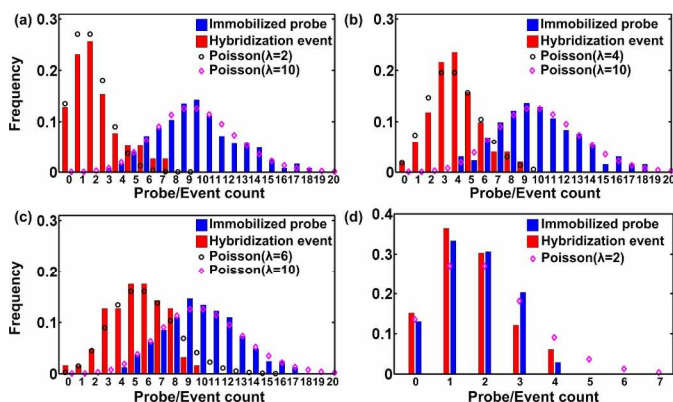 (a)
Immobilized probe
Hybridization event
Poisson(λ=2)
Poisson(λ=10)
Frequency
0.3
0.2
0.1
0
0 1 2 3 4 5 6 7 8 9 10 11 12 13 14 15 16 17 18 19 20
Probe/Event count
(b)
Immobilized probe
Hybridization event
Poisson(λ=4)
Poisson(λ=10)
0.3
0.2
0.1
0
0 1 2 3 4 5 6 7 8 9 10 11 12 13 14 15 16 17 18 19 20
Probe/Event count
(c)
Immobilized probe
Hybridization event
Poisson(λ=6)
Poisson(λ=10)
Frequency
0.3
0.2
0.1
0
0 1 2 3 4 5 6 7 8 9 10 11 12 13 14 15 16 17 18 19 20
Probe/Event count
(d)
Immobilized probe
Hybridization event
Poisson(λ=2)
0.4
0.3
0.2
0.1
0
0 1 2 3 4 5 6 7
Probe/Event count